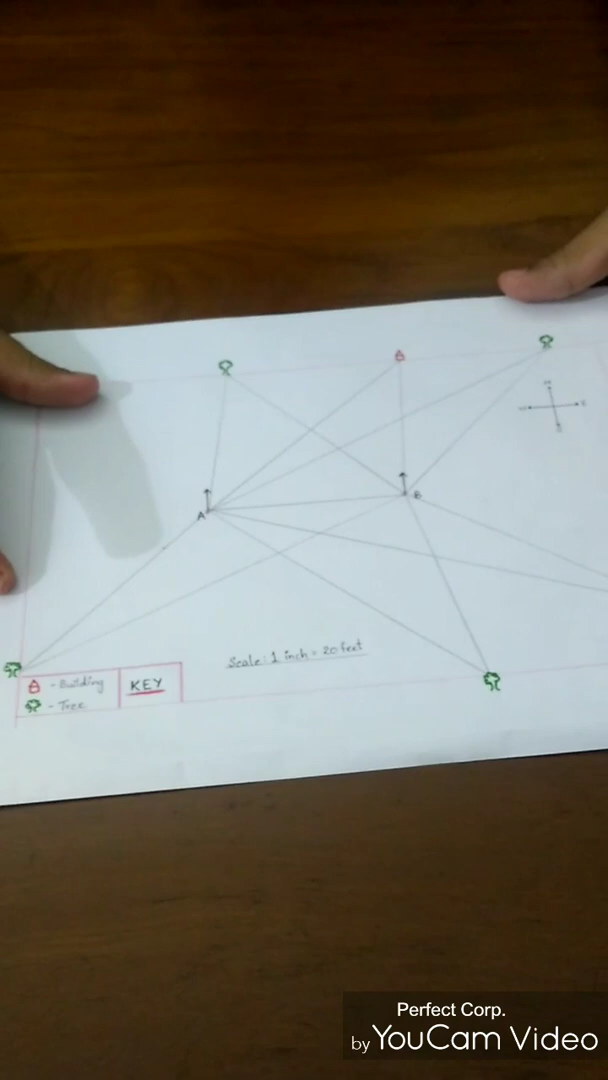 N
W E
A
B
Scale: 1 inch = 20 feet
- Building
KEY
- Tree
Perfect Corp.
by YouCam Video